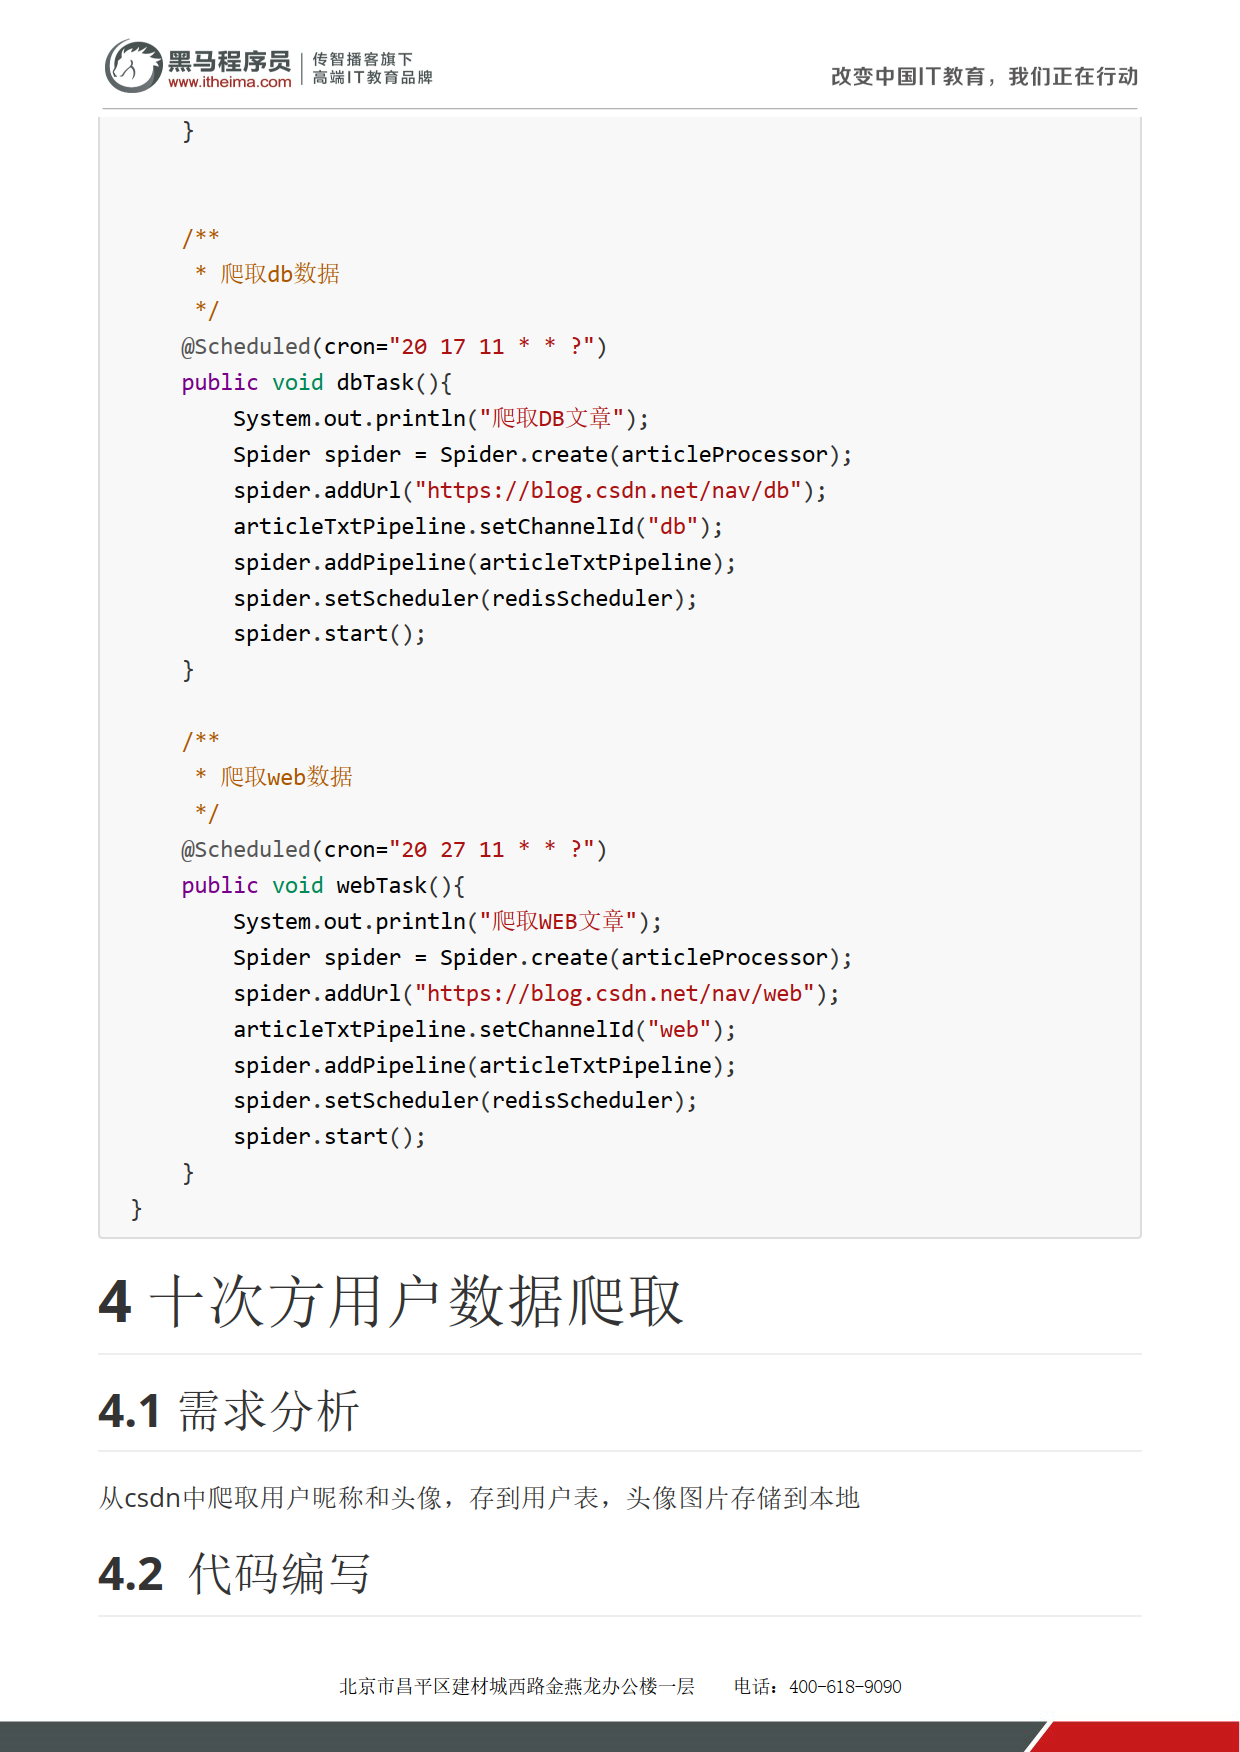 黑马程序员
www.itheima.com
传智播客旗下
高端IT教育品牌
改变中国IT教育，我们正在行动
    }

    /**
     * 爬取db数据
     */
    @Scheduled(cron="20 17 11 * * ?")
    public void dbTask(){
        System.out.println("爬取DB文章");
        Spider spider = Spider.create(articleProcessor);
        spider.addUrl("https://blog.csdn.net/nav/db");
        articleTxtPipeline.setChannelId("db");
        spider.addPipeline(articleTxtPipeline);
        spider.setScheduler(redisScheduler);
        spider.start();
    }

    /**
     * 爬取web数据
     */
    @Scheduled(cron="20 27 11 * * ?")
    public void webTask(){
        System.out.println("爬取WEB文章");
        Spider spider = Spider.create(articleProcessor);
        spider.addUrl("https://blog.csdn.net/nav/web");
        articleTxtPipeline.setChannelId("web");
        spider.addPipeline(articleTxtPipeline);
        spider.setScheduler(redisScheduler);
        spider.start();
    }
}
4 十次方用户数据爬取
4.1 需求分析
从csdn中爬取用户昵称和头像，存到用户表，头像图片存储到本地
4.2 代码编写
北京市昌平区建材城西路金燕龙办公楼一层 电话：400-618-9090